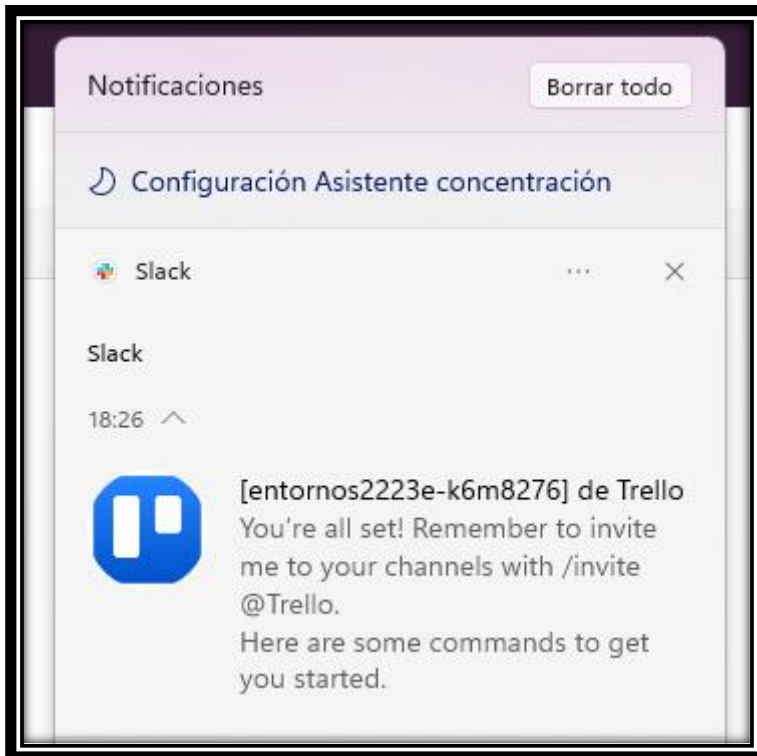 Notificaciones
Borrar todo
Configuración Asistente concentración
Slack
Slack
18:26
[entornos2223e-k6m8276] de Trello
You're all set! Remember to invite
me to your channels with /invite
@Trello.
Here are some commands to get
you started.